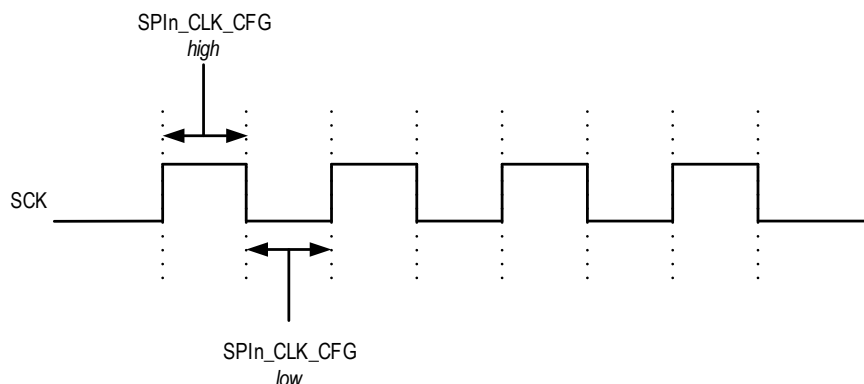 SPIn_CLK_CFG
high
SCK
SPIn_CLK_CFG
low